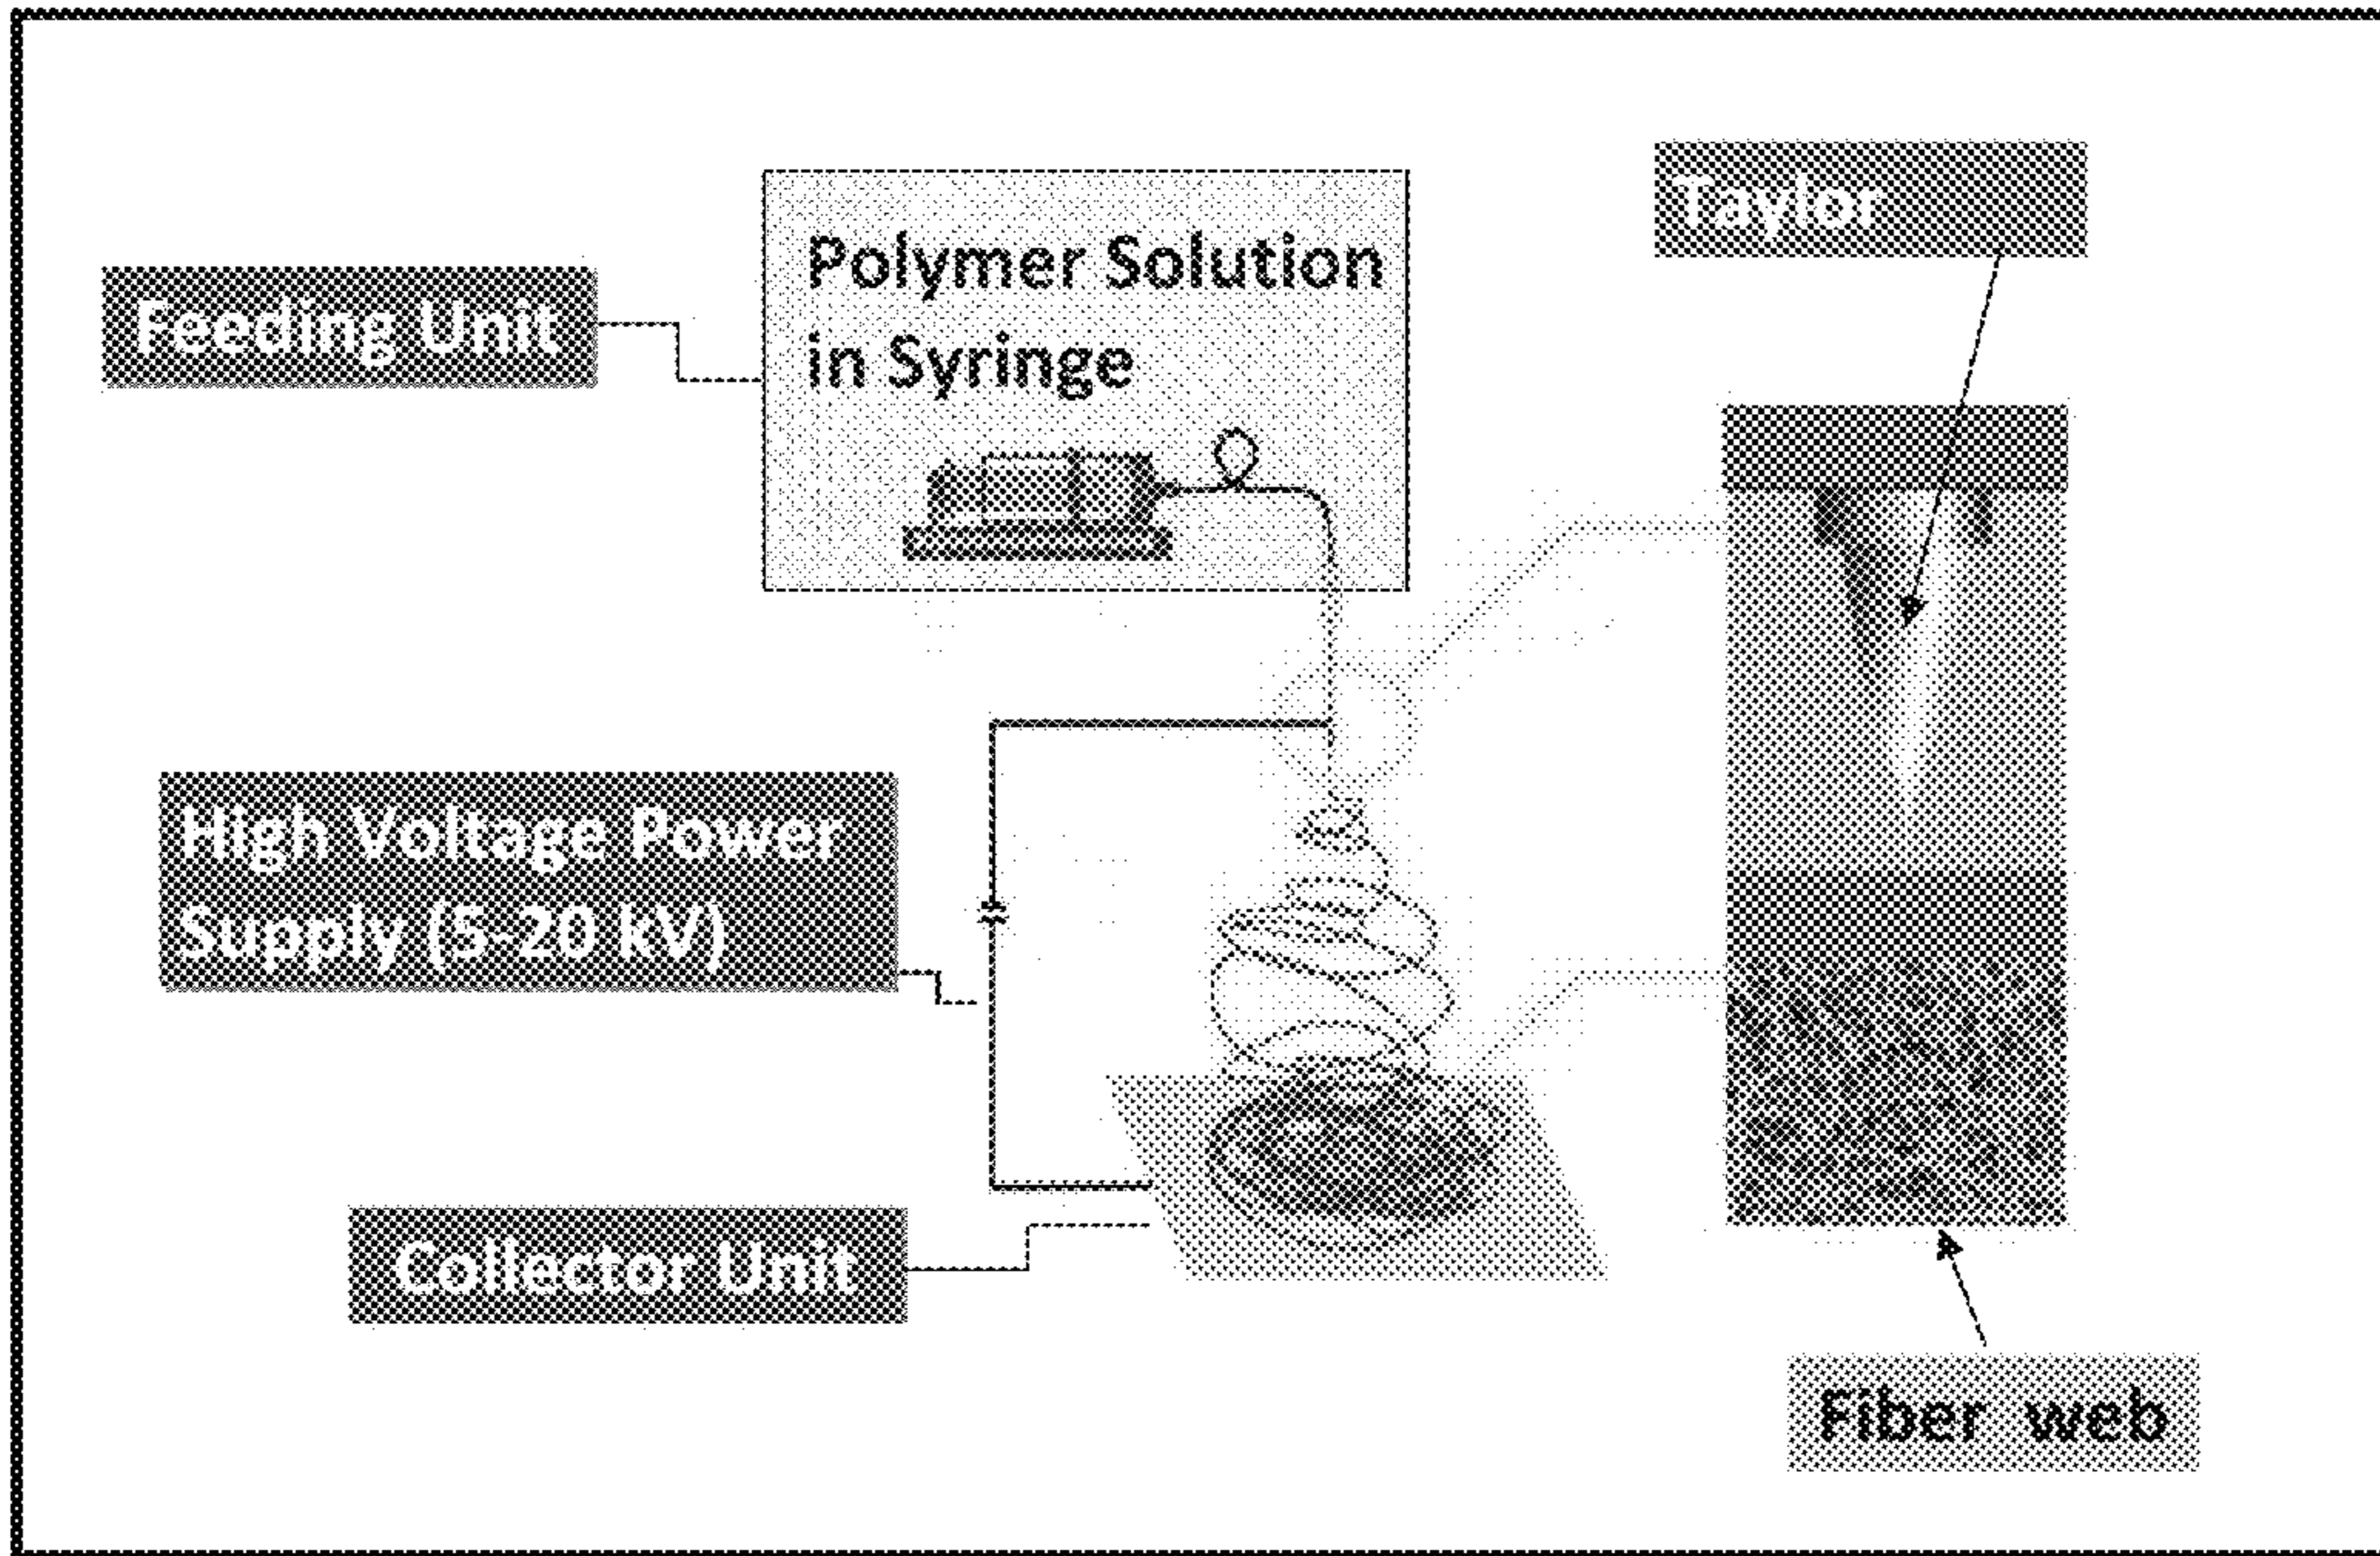 Taylor
Polymer Solution
in Syringe
Feeding Unit
High Voltage Power
Supply (5-20 kV)
Collector Unit
Fiber web